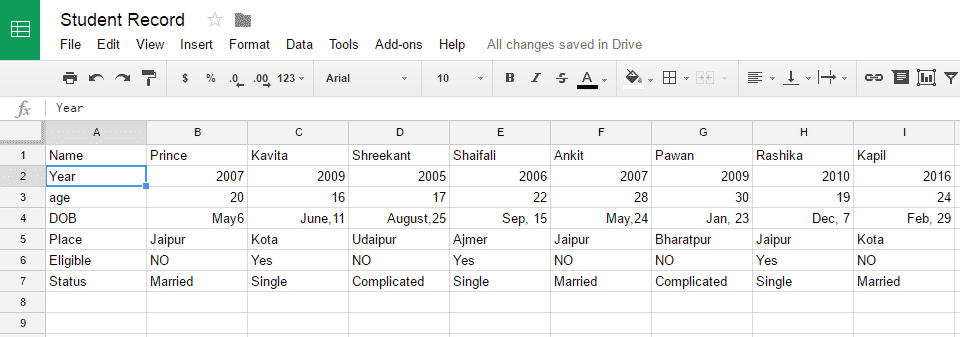 Student Record
File Edit View Insert Format Data Tools Add-ons Help All changes saved in Drive
$ % .0 .00 123 Arial 10 B I S A
fx Year
A B C D E F G H I
1 Name Prince Kavita Shreekant Shaifali Ankit Pawan Rashika Kapil
2 Year 2007 2009 2005 2006 2007 2009 2010 2016
3 age 20 16 17 22 28 30 19 24
4 DOB May6 June,11 August,25 Sep, 15 May,24 Jan, 23 Dec, 7 Feb, 29
5 Place Jaipur Kota Udaipur Ajmer Jaipur Bharatpur Jaipur Kota
6 Eligible NO Yes NO Yes NO NO Yes NO
7 Status Married Single Complicated Single Married Complicated Single Married
8
9